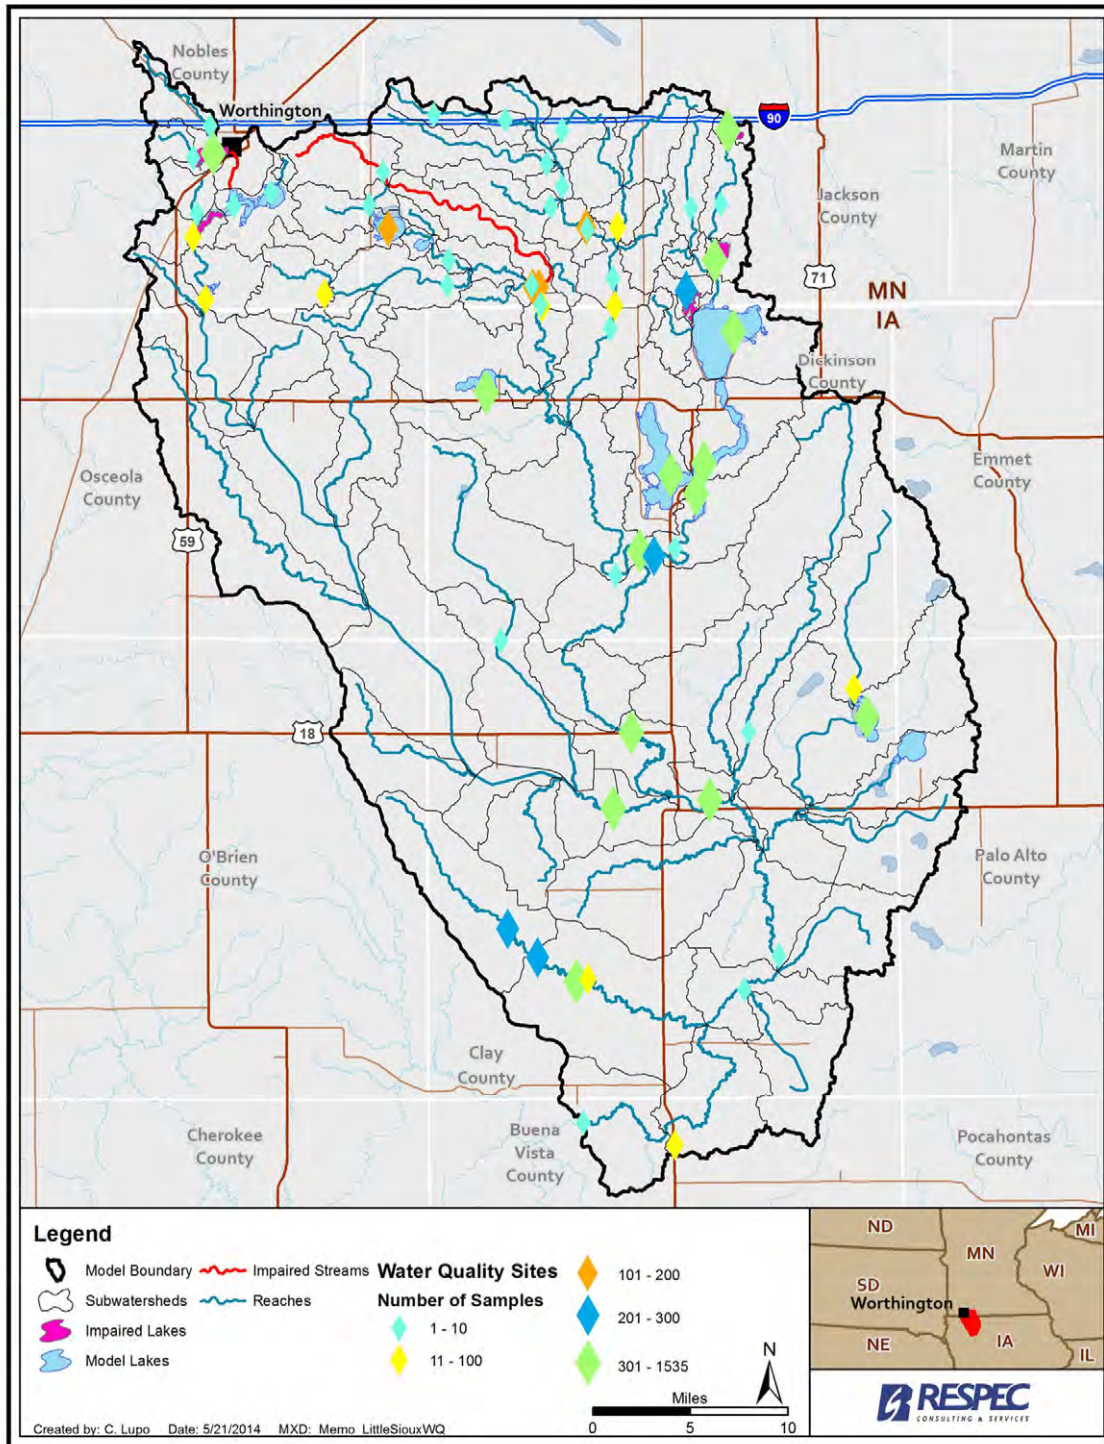 Nobles
County
Worthington
90
Martin
County
Jackson
County
71
MN
IA
Dickinson
County
Osceola
County
Emmet
County
59
18
O'Brien
County
Palo Alto
County
Clay
County
Cherokee
County
Buena
Vista
County
Pocahontas
County
Legend
Model Boundary
Subwatersheds
Impaired Lakes
Model Lakes
Impaired Streams
Reaches
Water Quality Sites
Number of Samples
1 - 10
11 - 100
101 - 200
201 - 300
301 - 1535
N
Miles
0 5 10
Created by: C. Lupo Date: 5/21/2014 MXD: Memo_LittleSiouxWQ
ND
MN
MI
SD
WI
Worthington
NE
IA
IL
RESPEC
CONSULTING & SERVICES